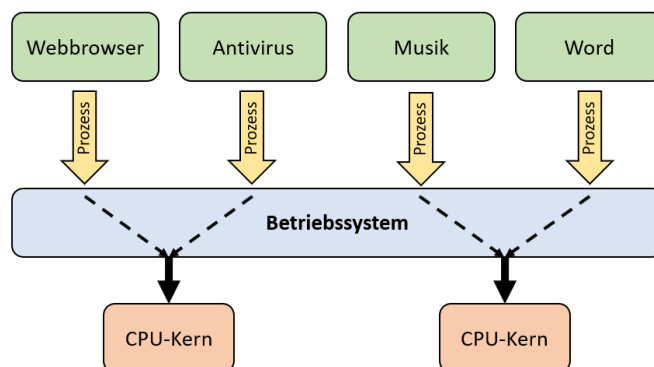 Webbrowser
Antivirus
Musik
Word
Prozess
Prozess
Prozess
Prozess
Betriebssystem
CPU-Kern
CPU-Kern